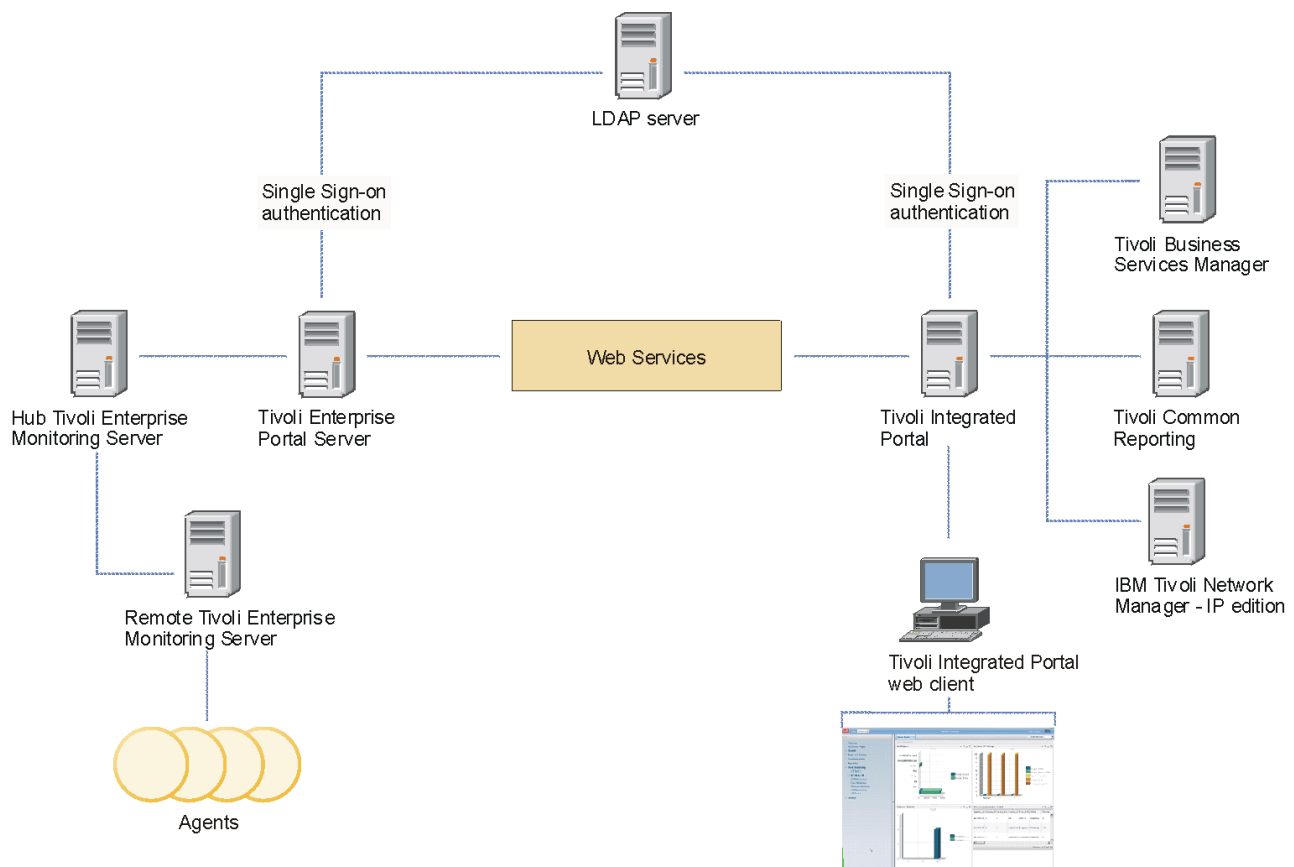 LDAP server
Single Sign-on
authentication
Single Sign-on
authentication
Tivoli Business
Services Manager
Web Services
Hub Tivoli Enterprise
Monitoring Server
Tivoli Enterprise
Portal Server
Tivoli Integrated
Portal
Tivoli Common
Reporting
Remote Tivoli Enterprise
Monitoring Server
IBM Tivoli Network
Manager - IP edition
Tivoli Integrated Portal
web client
Agents